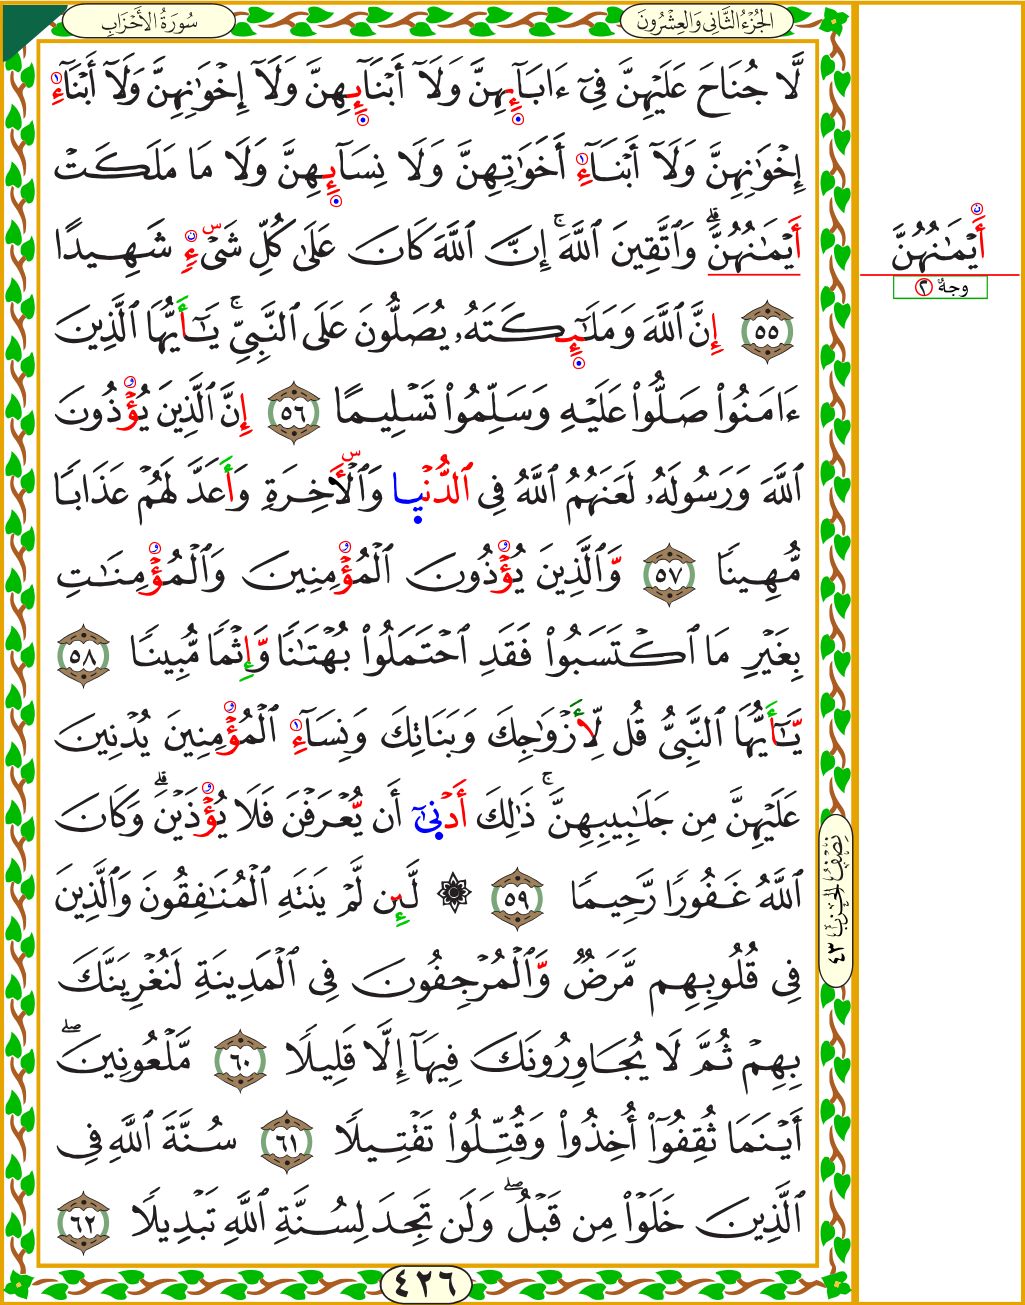 سُورَةُ الْأَحْزَابِ
الجُزْءُ الثَّانِي وَالعِشْرُونَ
لَّا جُنَاحَ عَلَيْهِنَّ فِىٓ ءَابَآئِهِنَّ وَلَآ أَبْنَآئِهِنَّ وَلَآ إِخْوَٰنِهِنَّ وَلَآ أَبْنَآءِ
إِخْوَٰنِهِنَّ وَلَآ أَبْنَآءِ أَخَوَٰتِهِنَّ وَلَا نِسَآئِهِنَّ وَلَا مَا مَلَكَتْ
أَيْمَٰنُهُنَّ ۗ وَٱتَّقِينَ ٱللَّهَ ۚ إِنَّ ٱللَّهَ كَانَ عَلَىٰ كُلِّ شَىْءٍ شَهِيدًا
٥٥ إِنَّ ٱللَّهَ وَمَلَٰٓئِكَتَهُۥ يُصَلُّونَ عَلَى ٱلنَّبِىِّ ۚ يَٰٓأَيُّهَا ٱلَّذِينَ
ءَامَنُوا۟ صَلُّوا۟ عَلَيْهِ وَسَلِّمُوا۟ تَسْلِيمًا ٥٦ إِنَّ ٱلَّذِينَ يُؤْذُونَ
ٱللَّهَ وَرَسُولَهُۥ لَعَنَهُمُ ٱللَّهُ فِى ٱلدُّنْيَا وَٱلْأَخِرَةِ وَأَعَدَّ لَهُمْ عَذَابًا
مُّهِينًا ٥٧ وَٱلَّذِينَ يُؤْذُونَ ٱلْمُؤْمِنِينَ وَٱلْمُؤْمِنَٰتِ
بِغَيْرِ مَا ٱكْتَسَبُوا۟ فَقَدِ ٱحْتَمَلُوا۟ بُهْتَٰنًا وَإِثْمًا مُّبِينًا ٥٨
يَٰٓأَيُّهَا ٱلنَّبِىُّ قُل لِّأَزْوَٰجِكَ وَبَنَاتِكَ وَنِسَآءِ ٱلْمُؤْمِنِينَ يُدْنِينَ
عَلَيْهِنَّ مِن جَلَٰبِيبِهِنَّ ۚ ذَٰلِكَ أَدْنَىٰٓ أَن يُعْرَفْنَ فَلَا يُؤْذَيْنَ ۗ وَكَانَ
ٱللَّهُ غَفُورًا رَّحِيمًا ٥٩ ۞ لَّئِن لَّمْ يَنتَهِ ٱلْمُنَٰفِقُونَ وَٱلَّذِينَ
فِى قُلُوبِهِم مَّرَضٌ وَٱلْمُرْجِفُونَ فِى ٱلْمَدِينَةِ لَنُغْرِيَنَّكَ
بِهِمْ ثُمَّ لَا يُجَاوِرُونَكَ فِيهَآ إِلَّا قَلِيلًا ٦٠ مَّلْعُونِينَ ۖ
أَيْنَمَا ثُقِفُوٓا۟ أُخِذُوا۟ وَقُتِّلُوا۟ تَقْتِيلًا ٦١ سُنَّةَ ٱللَّهِ فِى
ٱلَّذِينَ خَلَوْا۟ مِن قَبْلُ ۖ وَلَن تَجِدَ لِسُنَّةِ ٱللَّهِ تَبْدِيلًا ٦٢
أَيْمَٰنُهُنَّ
وجهٌ ٢
نِصْفُ الحِزْبِ ٤٣
٤٢٦